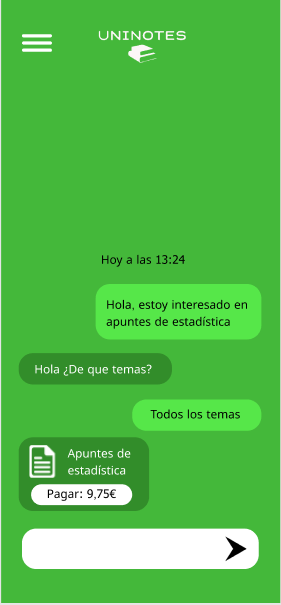 UNINOTES
Hoy a las 13:24
Hola, estoy interesado en
apuntes de estadística
Hola ¿De que temas?
Todos los temas
Apuntes de
estadística
Pagar: 9,75€